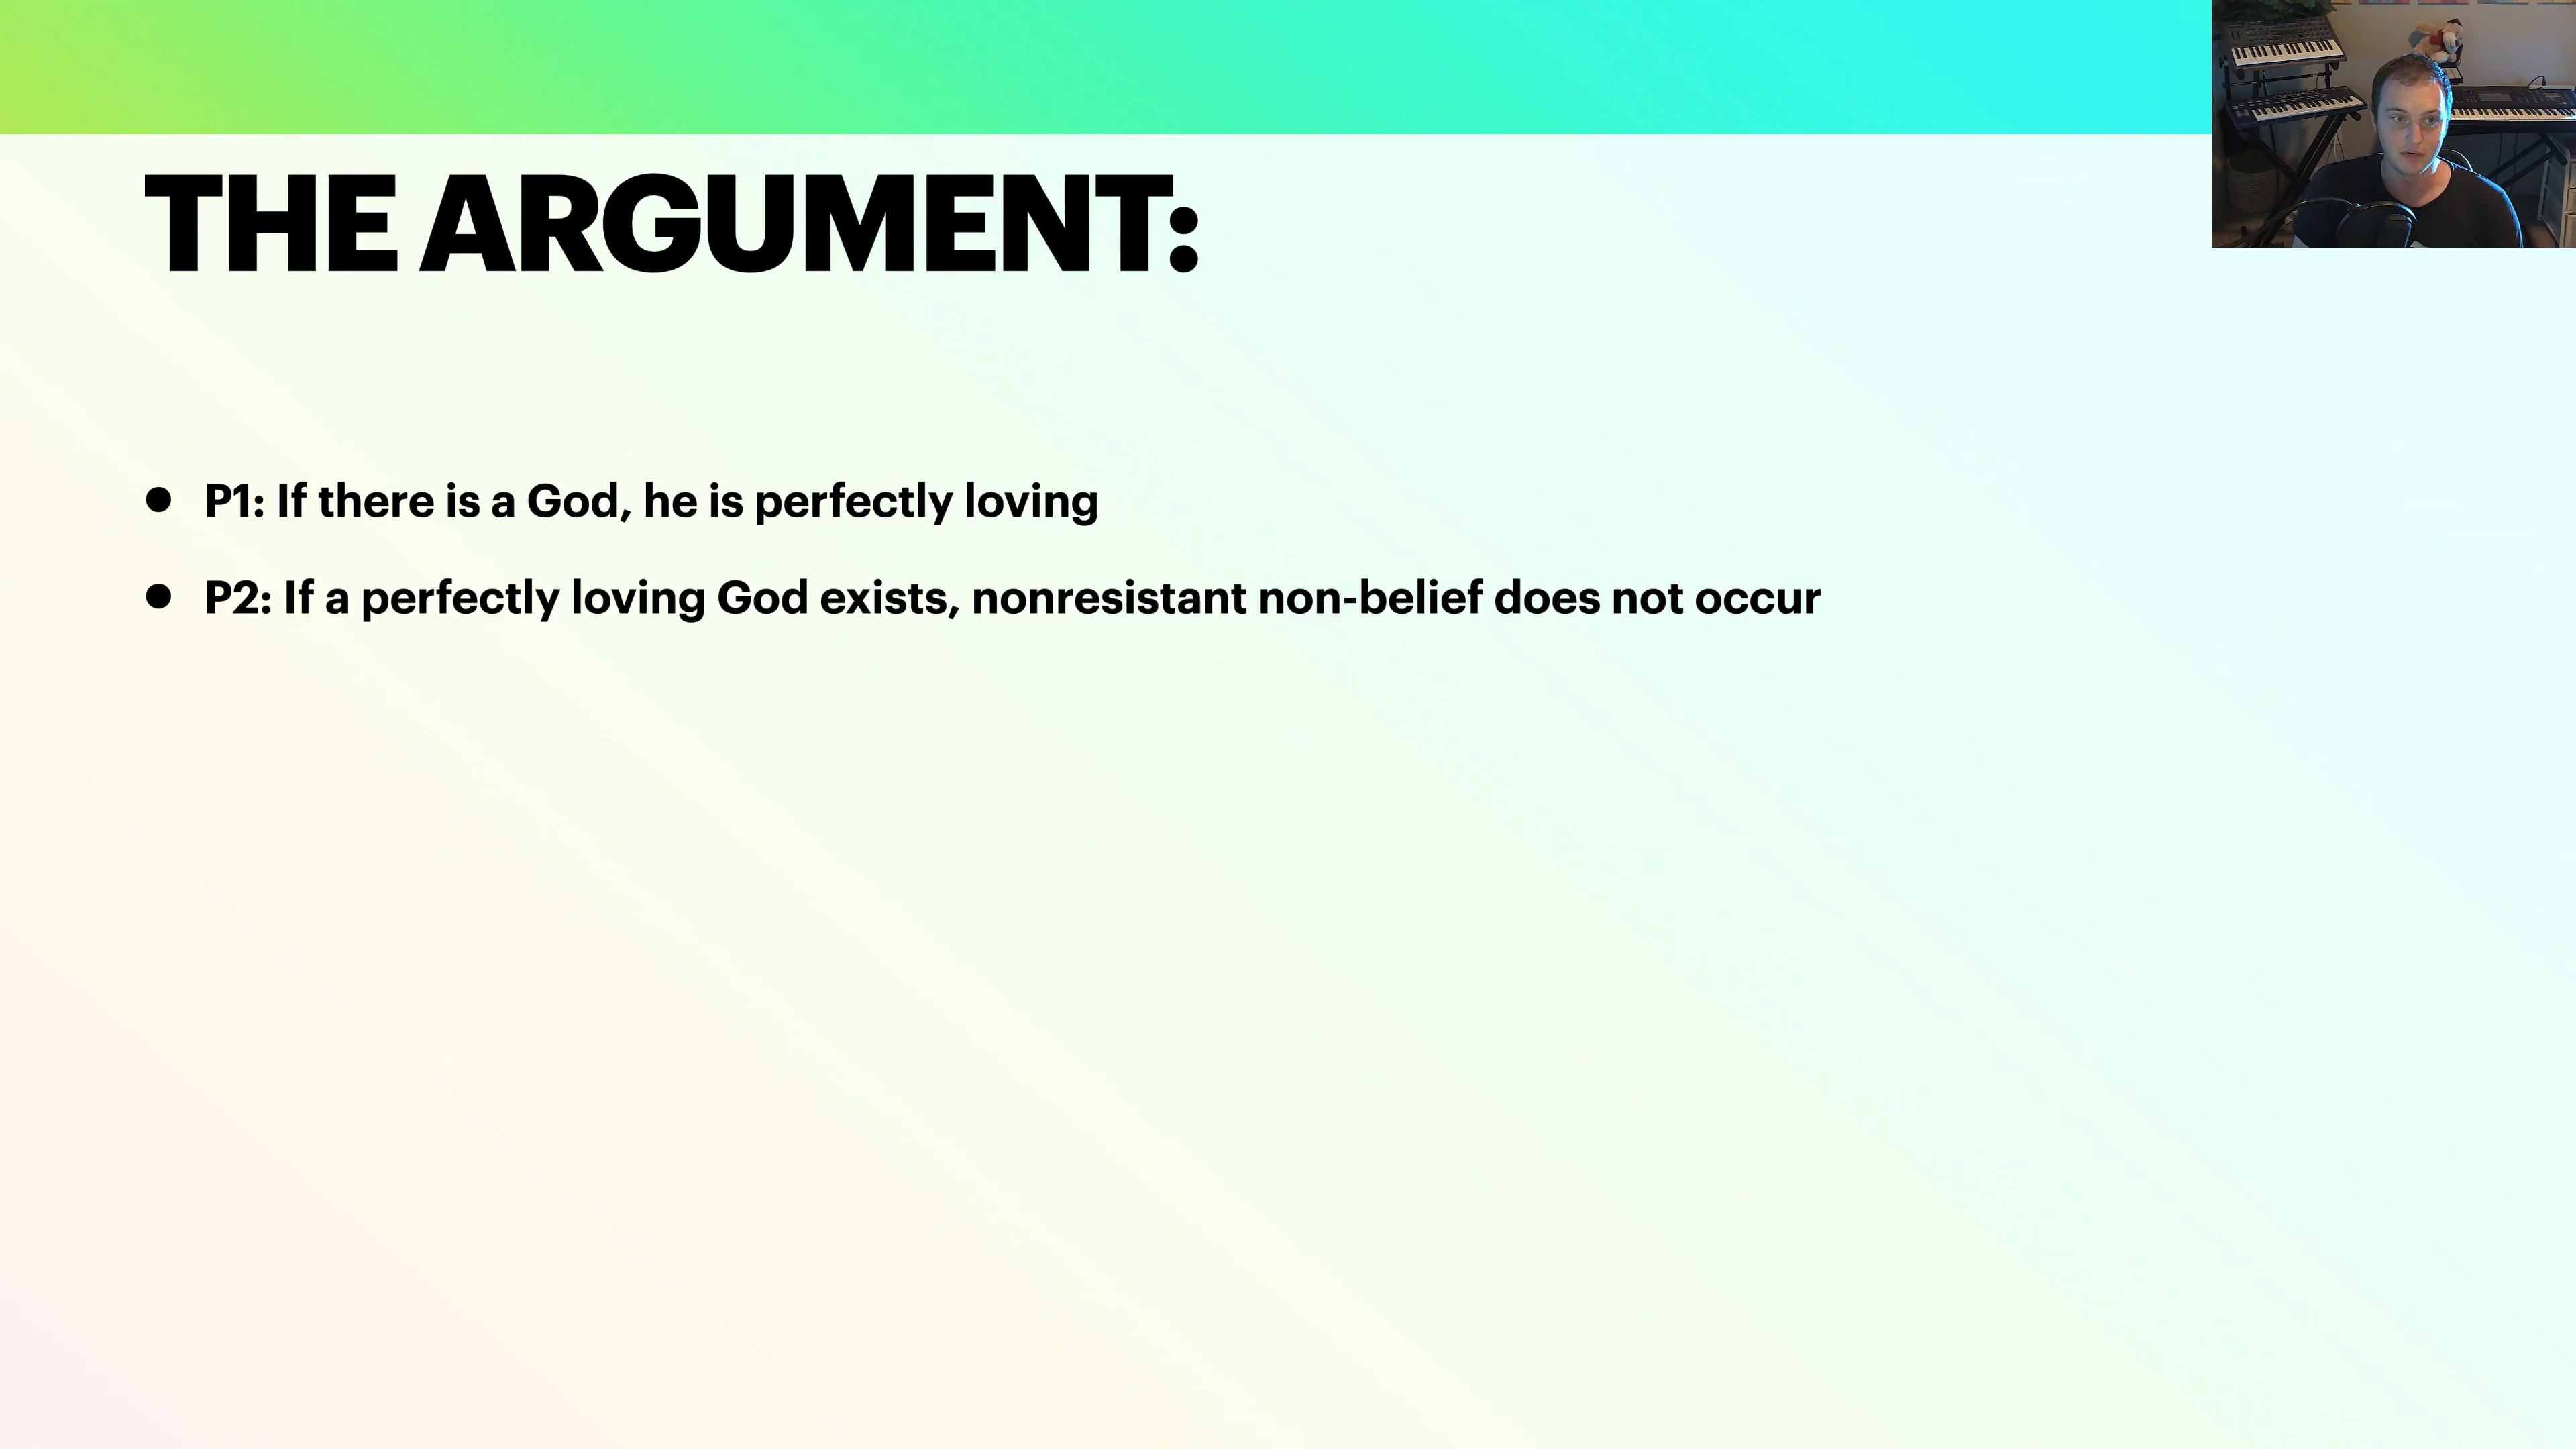 THE ARGUMENT:
P1: If there is a God, he is perfectly loving
P2: If a perfectly loving God exists, nonresistant non-belief does not occur